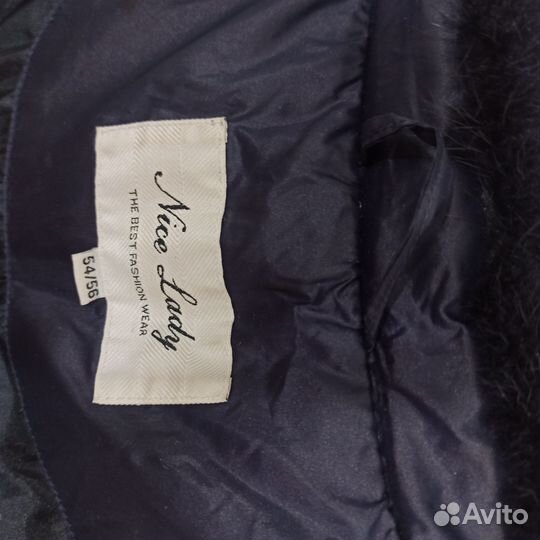 Nice Lady
THE BEST FASHION WEAR
54/56
Avito